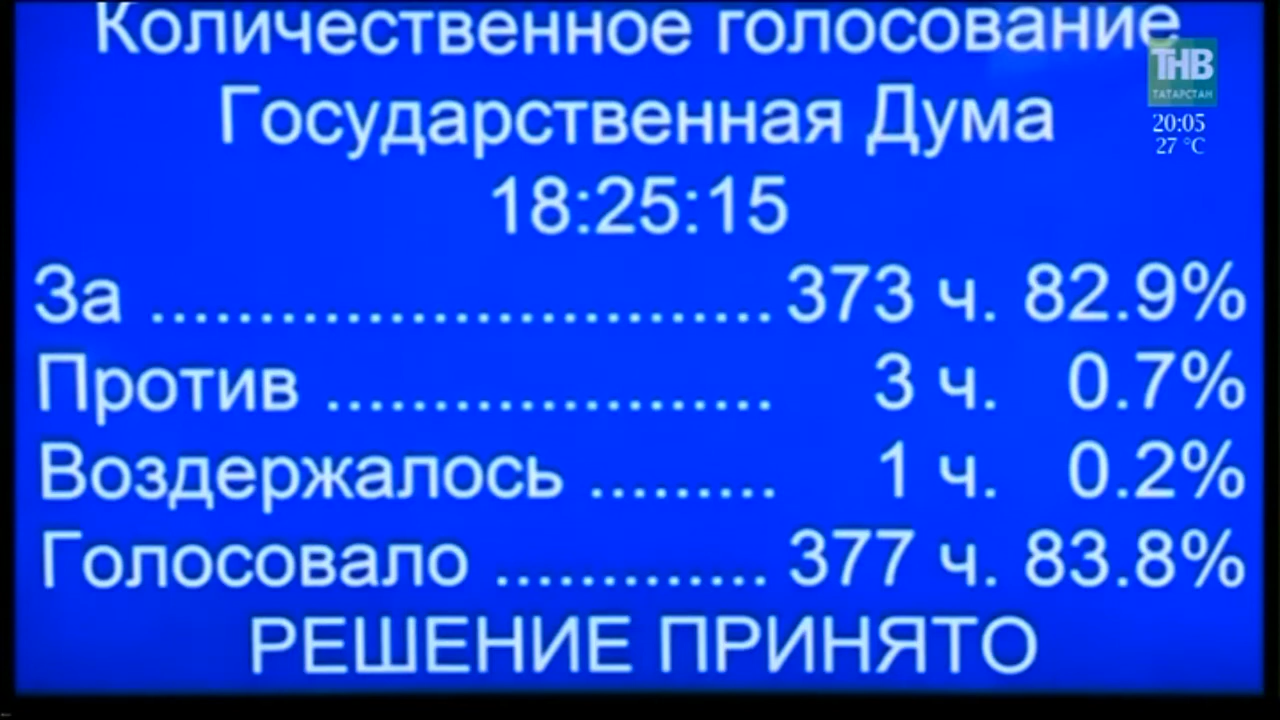 Количественное голосование
Государственная Дума
18:25:15
За ............................. 373 ч. 82.9%
Против ..................... 3 ч. 0.7%
Воздержалось ......... 1 ч. 0.2%
Голосовало ............. 377 ч. 83.8%
РЕШЕНИЕ ПРИНЯТО
ТНВ
ТАТАРСТАН
20:05
27 °C